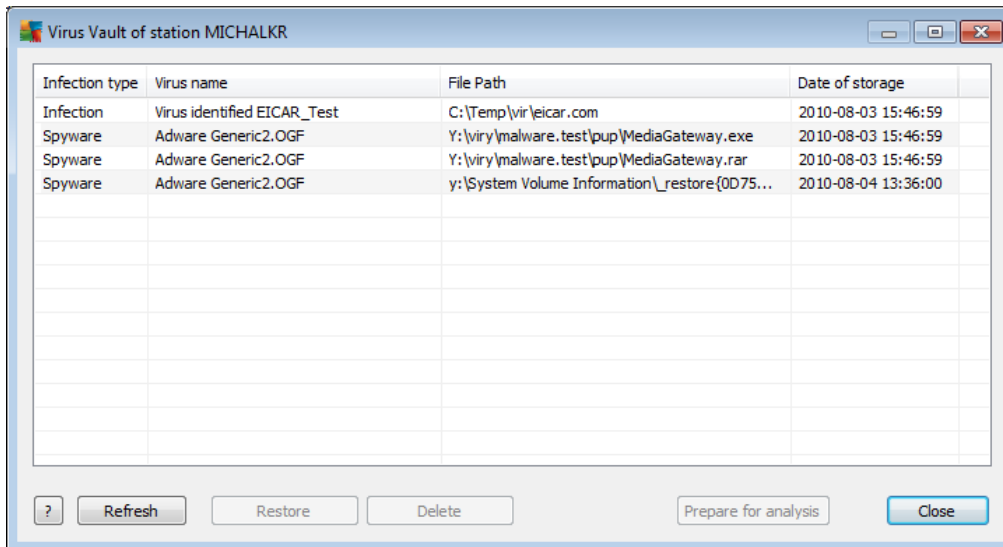 Virus Vault of station MICHALKR
Infection type Virus name File Path Date of storage
Infection Virus identified EICAR_Test C:\Temp\vir\eicar.com 2010-08-03 15:46:59
Spyware Adware Generic2.OGF Y:\viry\malware.test\pup\MediaGateway.exe 2010-08-03 15:46:59
Spyware Adware Generic2.OGF Y:\viry\malware.test\pup\MediaGateway.rar 2010-08-03 15:46:59
Spyware Adware Generic2.OGF y:\System Volume Information\_restore{0D75... 2010-08-04 13:36:00
? Refresh Restore Delete Prepare for analysis Close